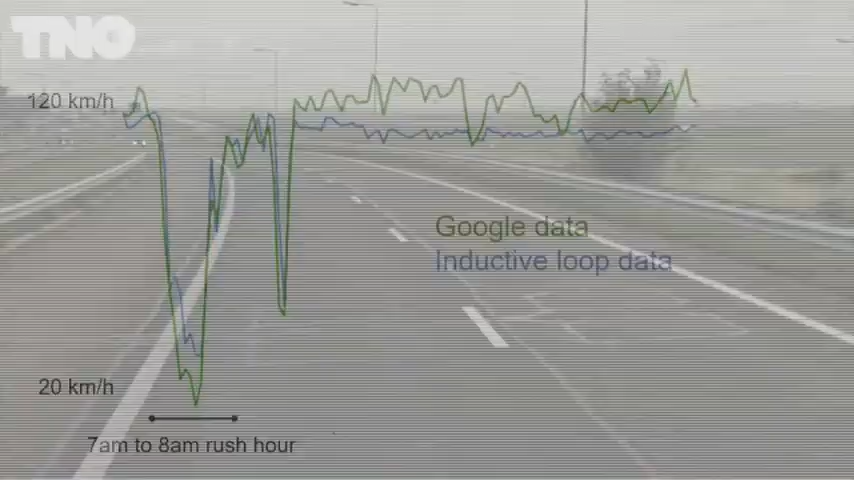 TNO
120 km/h
Google data
Inductive loop data
20 km/h
7am to 8am rush hour